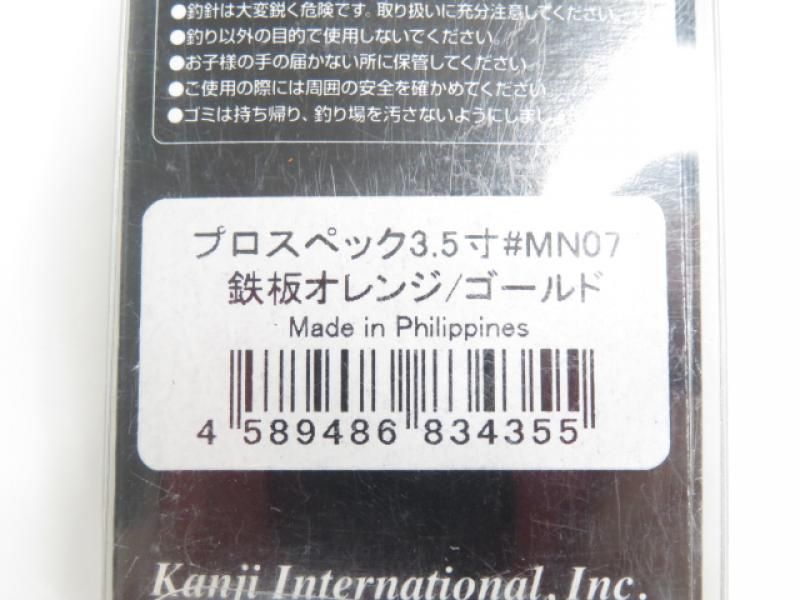 ●釣針は大変鋭く危険です。取り扱いに充分注意してください。
●釣り以外の目的で使用しないでください。
●お子様の手の届かない所に保管してください
●ご使用の際には周囲の安全を確かめてください
●ゴミは持ち帰り、釣り場を汚さないようにしましょ
プロスペック3.5寸#MN07
鉄板オレンジ/ゴールド
Made in Philippines
4 589486 834355
Kanji International, Inc.